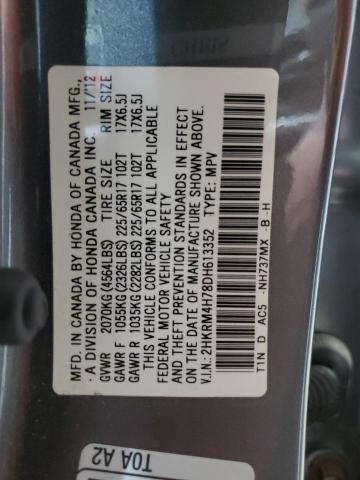 MFD. IN CANADA BY HONDA OF CANADA MFG.,
- A DIVISION OF HONDA CANADA INC. 11/12
GVWR 2070KG(4564LBS) TIRE SIZE RIM SIZE
GAWR F 1055KG(2326LBS) 225/65R17 102T 17X6.5J
GAWR R 1035KG(2282LBS) 225/65R17 102T 17X6.5J
THIS VEHICLE CONFORMS TO ALL APPLICABLE
FEDERAL MOTOR VEHICLE SAFETY
AND THEFT PREVENTION STANDARDS IN EFFECT
ON THE DATE OF MANUFACTURE SHOWN ABOVE.
V.I.N.: 2HKRM4H78DH613352 TYPE: MPV
T1N D AC5 -NH737MX -B -H
T0A A2